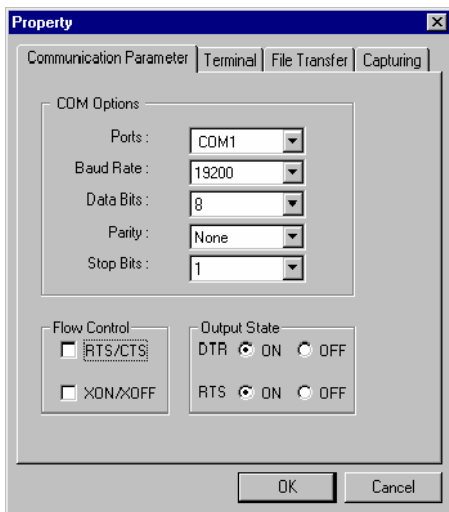 Property
Communication Parameter Terminal File Transfer Capturing
COM Options
Ports : COM1
Baud Rate : 19200
Data Bits : 8
Parity : None
Stop Bits : 1
Flow Control
RTS/CTS
XON/XOFF
Output State
DTR ON OFF
RTS ON OFF
OK Cancel